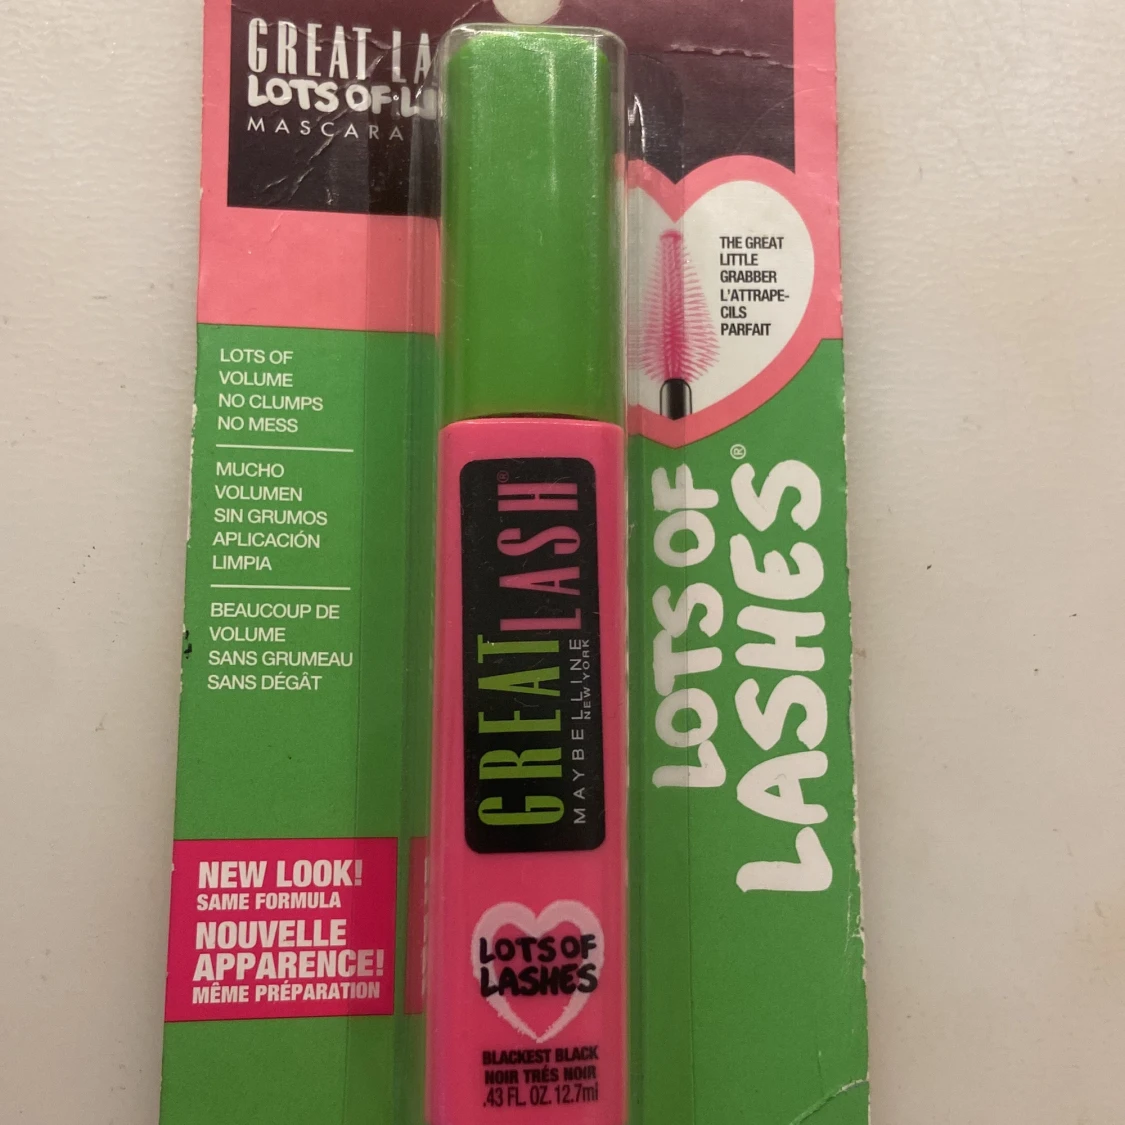 GREAT LA
LOTS OF L
MASCARA
THE GREAT
LITTLE
GRABBER
L'ATTRAPE-
CILS
PARFAIT
LOTS OF
VOLUME
NO CLUMPS
NO MESS
MUCHO
VOLUMEN
SIN GRUMOS
APLICACIÓN
LIMPIA
BEAUCOUP DE
VOLUME
SANS GRUMEAU
SANS DÉGÂT
NEW LOOK!
SAME FORMULA
NOUVELLE
APPARENCE!
MÊME PRÉPARATION
GREAT LASH®
MAYBELLINE
NEW YORK
LOTS OF
LASHES
BLACKEST BLACK
NOIR TRÉS NOIR
.43 FL. OZ. 12.7ml
LOTS OF
LASHES®